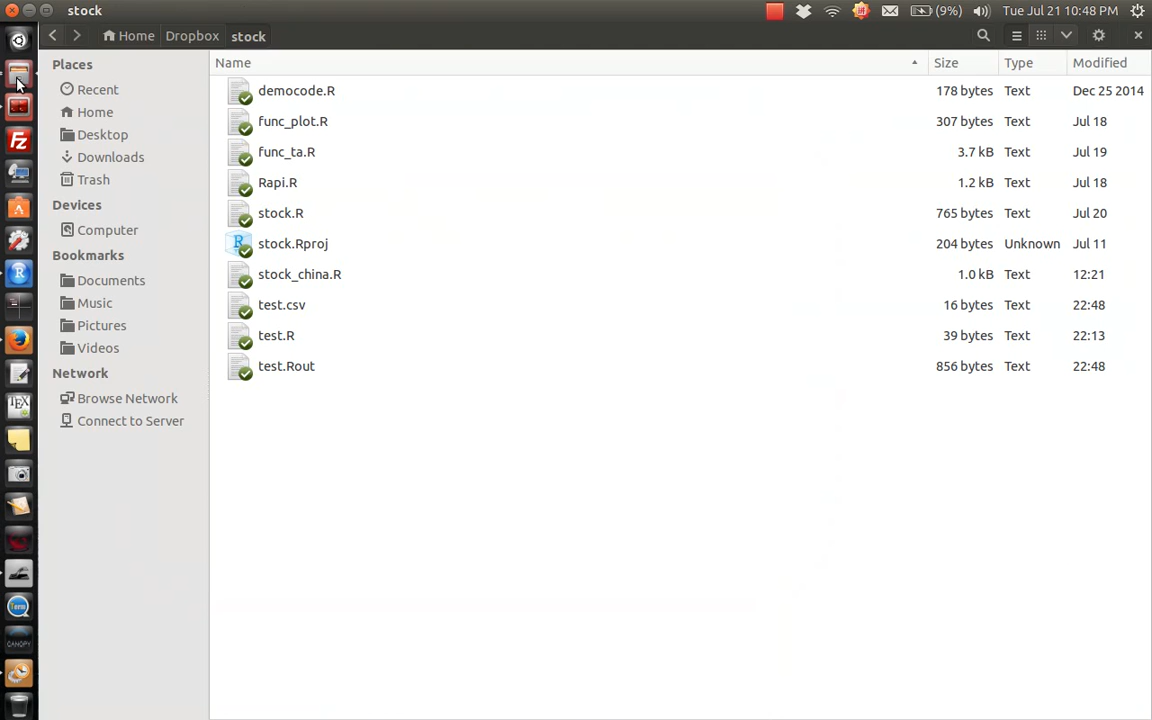 stock
(9%)
Tue Jul 21 10:48 PM
Home
Dropbox
stock
Places
Recent
Home
Desktop
Downloads
Trash
Devices
Computer
Bookmarks
Documents
Music
Pictures
Videos
Network
Browse Network
Connect to Server
Name Size Type Modified
democode.R 178 bytes Text Dec 25 2014
func_plot.R 307 bytes Text Jul 18
func_ta.R 3.7 kB Text Jul 19
Rapi.R 1.2 kB Text Jul 18
stock.R 765 bytes Text Jul 20
stock.Rproj 204 bytes Unknown Jul 11
stock_china.R 1.0 kB Text 12:21
test.csv 16 bytes Text 22:48
test.R 39 bytes Text 22:13
test.Rout 856 bytes Text 22:48
Fz
R
TEX
Term
CANOPY